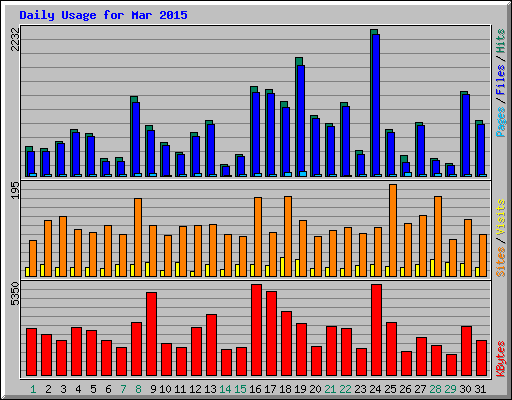 Daily Usage for Mar 2015
2232
195
5350
Pages / Files / Hits
Sites / Visits
KBytes
1 2 3 4 5 6 7 8 9 10 11 12 13 14 15 16 17 18 19 20 21 22 23 24 25 26 27 28 29 30 31